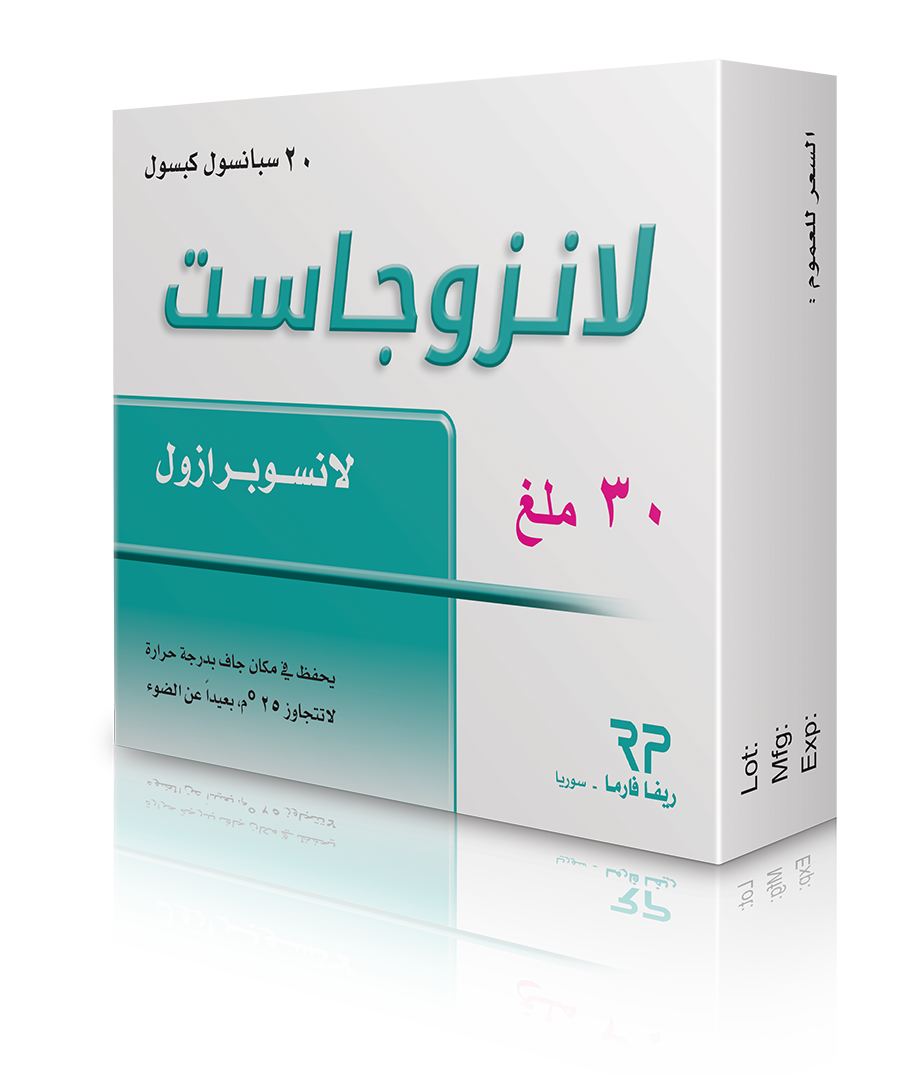 ٢٠ سبانسول كبسول
لانزوجاست
لانسوبرازول
٣٠ ملغ
يحفظ في مكان جاف بدرجة حرارة
لاتتجاوز ٢٥ °م، بعيداً عن الضوء
RP
ريفا فارما - سوريا
السعر للعموم :
Lot:
Mfg:
Exp: